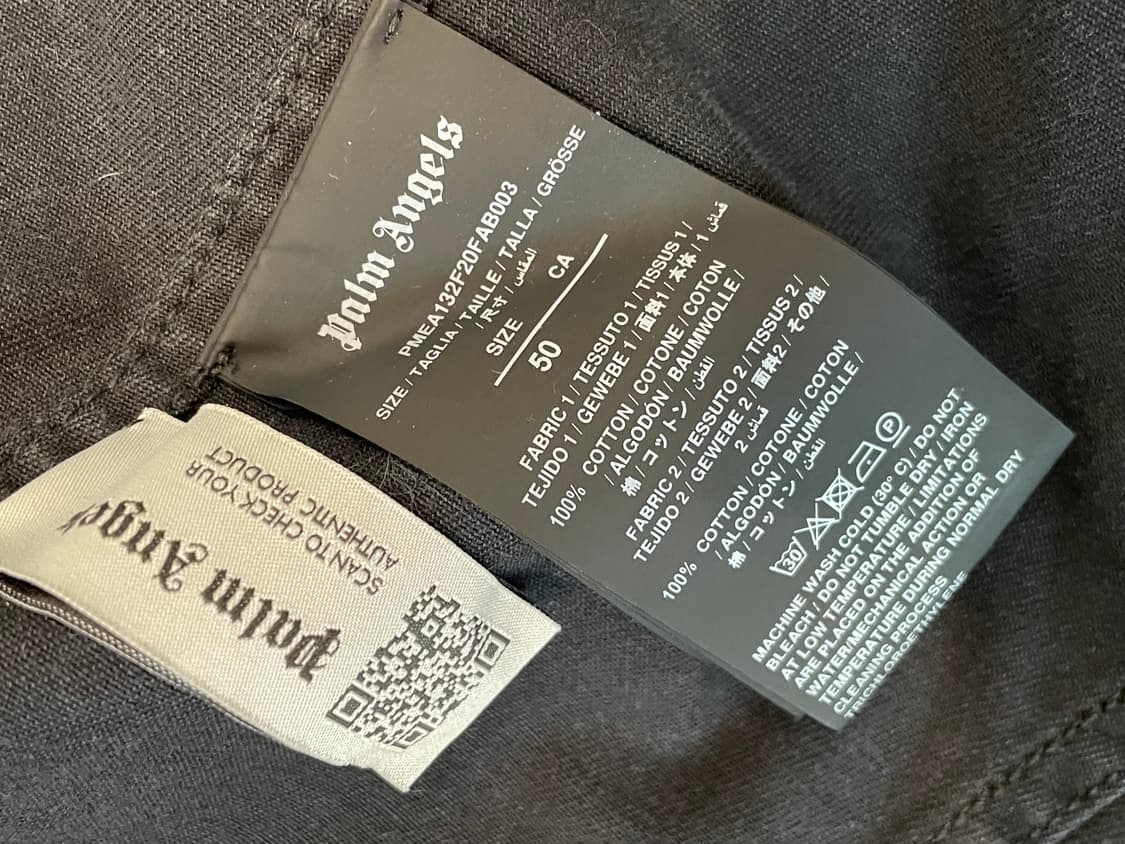 Palm Angels
PMEA132F20FAB003
SIZE / TAGLIA / TAILLE / TALLA / GRÖSSE
/ 尺寸 / المقاس
SIZE CA
50
FABRIC 1 / TESSUTO 1 / TISSUS 1 /
TEJIDO 1 / GEWEBE 1 / 面料1 / 本体 / 1 قماش
100% COTTON / COTONE / COTON
/ ALGODÓN / BAUMWOLLE /
棉 / コットン / القطن
FABRIC 2 / TESSUTO 2 / TISSUS 2 /
TEJIDO 2 / GEWEBE 2 / 面料2 / その他 /
2 قماش
100% COTTON / COTONE / COTON
/ ALGODÓN / BAUMWOLLE /
棉 / コットン / القطن
30 P
MACHINE WASH COLD (30° C) / DO NOT
BLEACH / DO NOT TUMBLE DRY / IRON
AT LOW TEMPERATURE / LIMITATIONS
ARE PLACED ON THE ADDITION OF
WATER/MECHANICAL ACTION OR
TEMPERATURE DURING NORMAL DRY
CLEANING PROCESS
TRICHLOROETHYLENE
Palm Ange
SCAN TO CHECK YOUR
AUTHENTIC PRODUCT